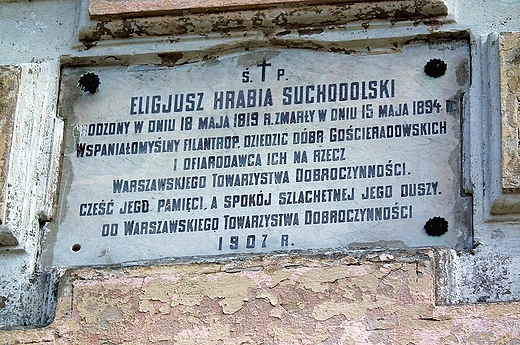 Ś. † P.
ELIGJUSZ HRABIA SUCHODOLSKI
URODZONY W DNIU 18 MAJA 1819 R. ZMARŁY W DNIU 15 MAJA 1894 R.
WSPANIAŁOMYŚLNY FILANTROP, DZIEDZIC DÓBR GOŚCIERADOWSKICH
I OFIARODAWCA ICH NA RZECZ
WARSZAWSKIEGO TOWARZYSTWA DOBROCZYNNOŚCI.
CZEŚĆ JEGO PAMIĘCI, A SPOKÓJ SZLACHETNEJ JEGO DUSZY.
OD WARSZAWSKIEGO TOWARZYSTWA DOBROCZYNNOŚCI
1907 R.